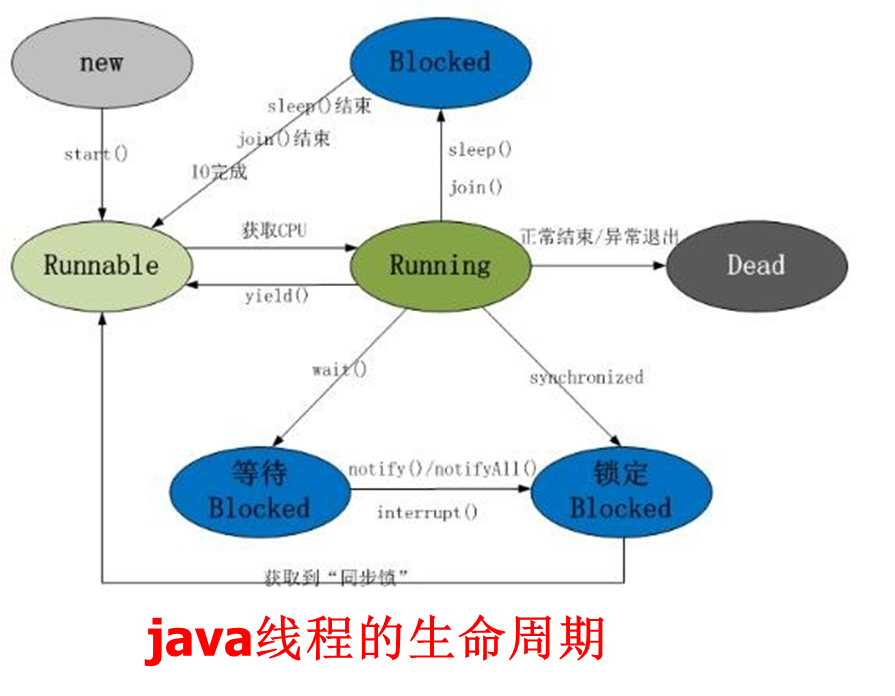 new
Blocked
sleep()结束
start()
join()结束
sleep()
IO完成
join()
获取CPU
正常结束/异常退出
Runnable
Running
Dead
yield()
wait()
synchronized
等待
Blocked
notify()/notifyAll()
interrupt()
锁定
Blocked
获取到“同步锁”
java线程的生命周期